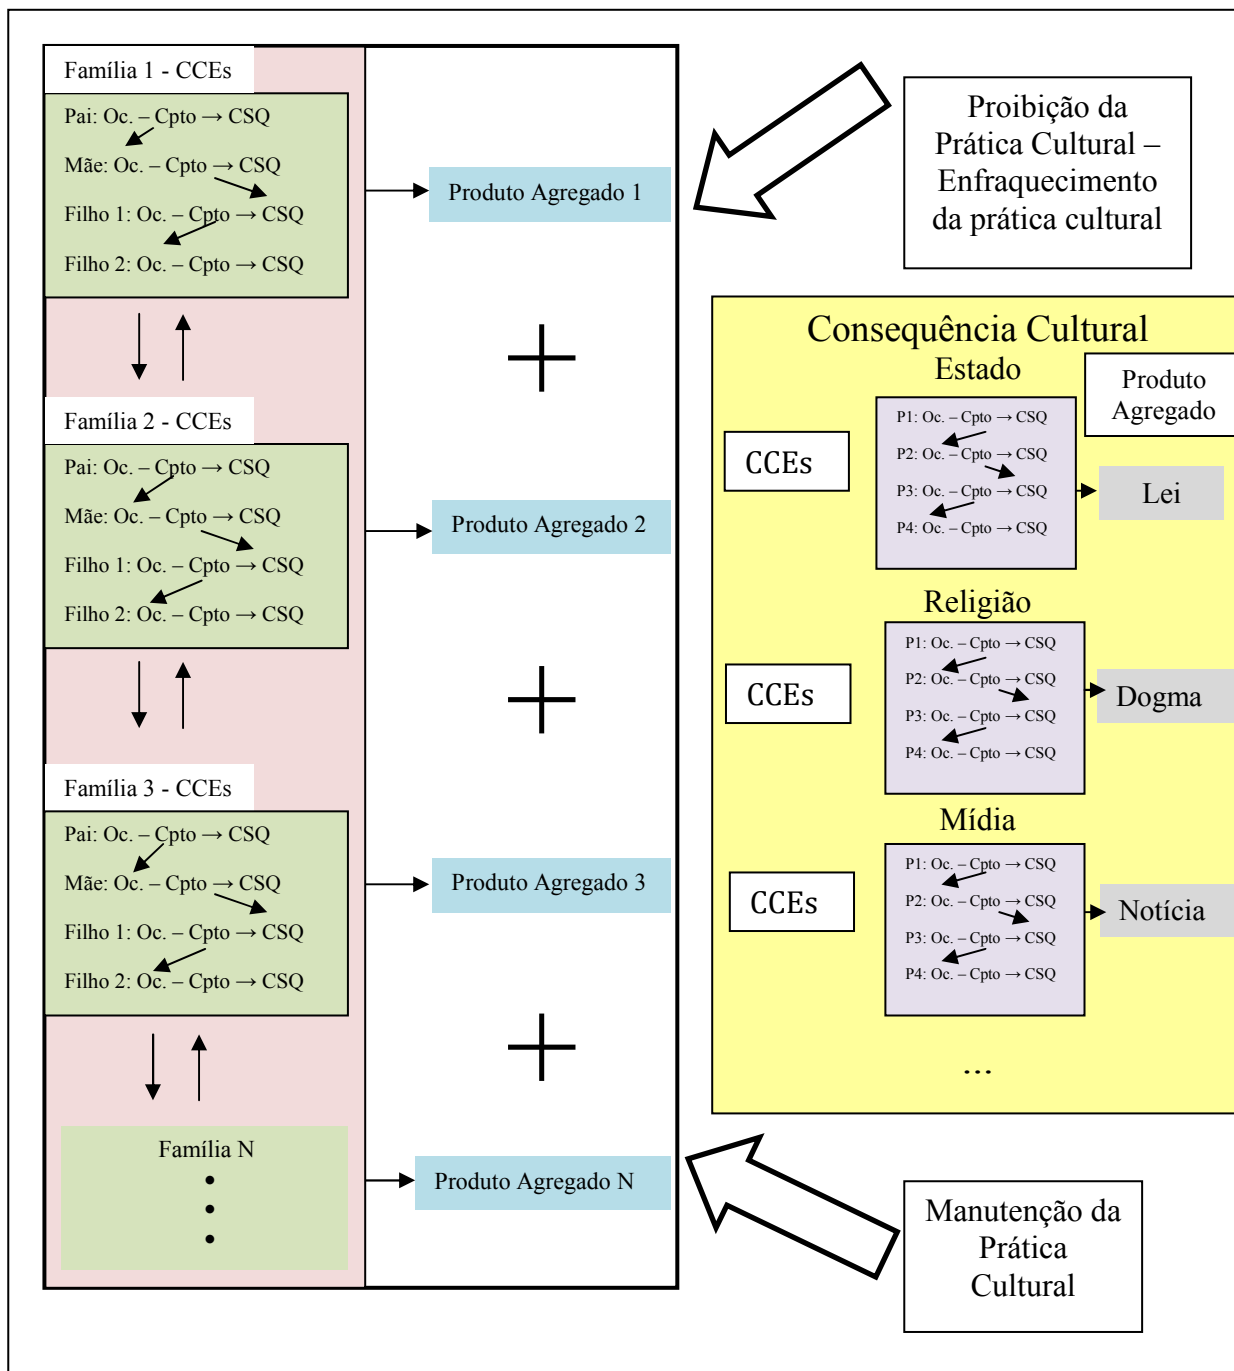 Família 1 - CCEs
Pai: Oc. – Cpto → CSQ
Mãe: Oc. – Cpto → CSQ
Filho 1: Oc. – Cpto → CSQ
Filho 2: Oc. – Cpto → CSQ
Produto Agregado 1
Família 2 - CCEs
Pai: Oc. – Cpto → CSQ
Mãe: Oc. – Cpto → CSQ
Filho 1: Oc. – Cpto → CSQ
Filho 2: Oc. – Cpto → CSQ
Produto Agregado 2
Família 3 - CCEs
Pai: Oc. – Cpto → CSQ
Mãe: Oc. – Cpto → CSQ
Filho 1: Oc. – Cpto → CSQ
Filho 2: Oc. – Cpto → CSQ
Produto Agregado 3
Família N
Produto Agregado N
Proibição da
Prática Cultural –
Enfraquecimento
da prática cultural
Consequência Cultural
Estado
Produto
Agregado
CCEs
P1: Oc. – Cpto → CSQ
P2: Oc. – Cpto → CSQ
P3: Oc. – Cpto → CSQ
P4: Oc. – Cpto → CSQ
Lei
Religião
CCEs
P1: Oc. – Cpto → CSQ
P2: Oc. – Cpto → CSQ
P3: Oc. – Cpto → CSQ
P4: Oc. – Cpto → CSQ
Dogma
Mídia
CCEs
P1: Oc. – Cpto → CSQ
P2: Oc. – Cpto → CSQ
P3: Oc. – Cpto → CSQ
P4: Oc. – Cpto → CSQ
Notícia
...
Manutenção da
Prática
Cultural